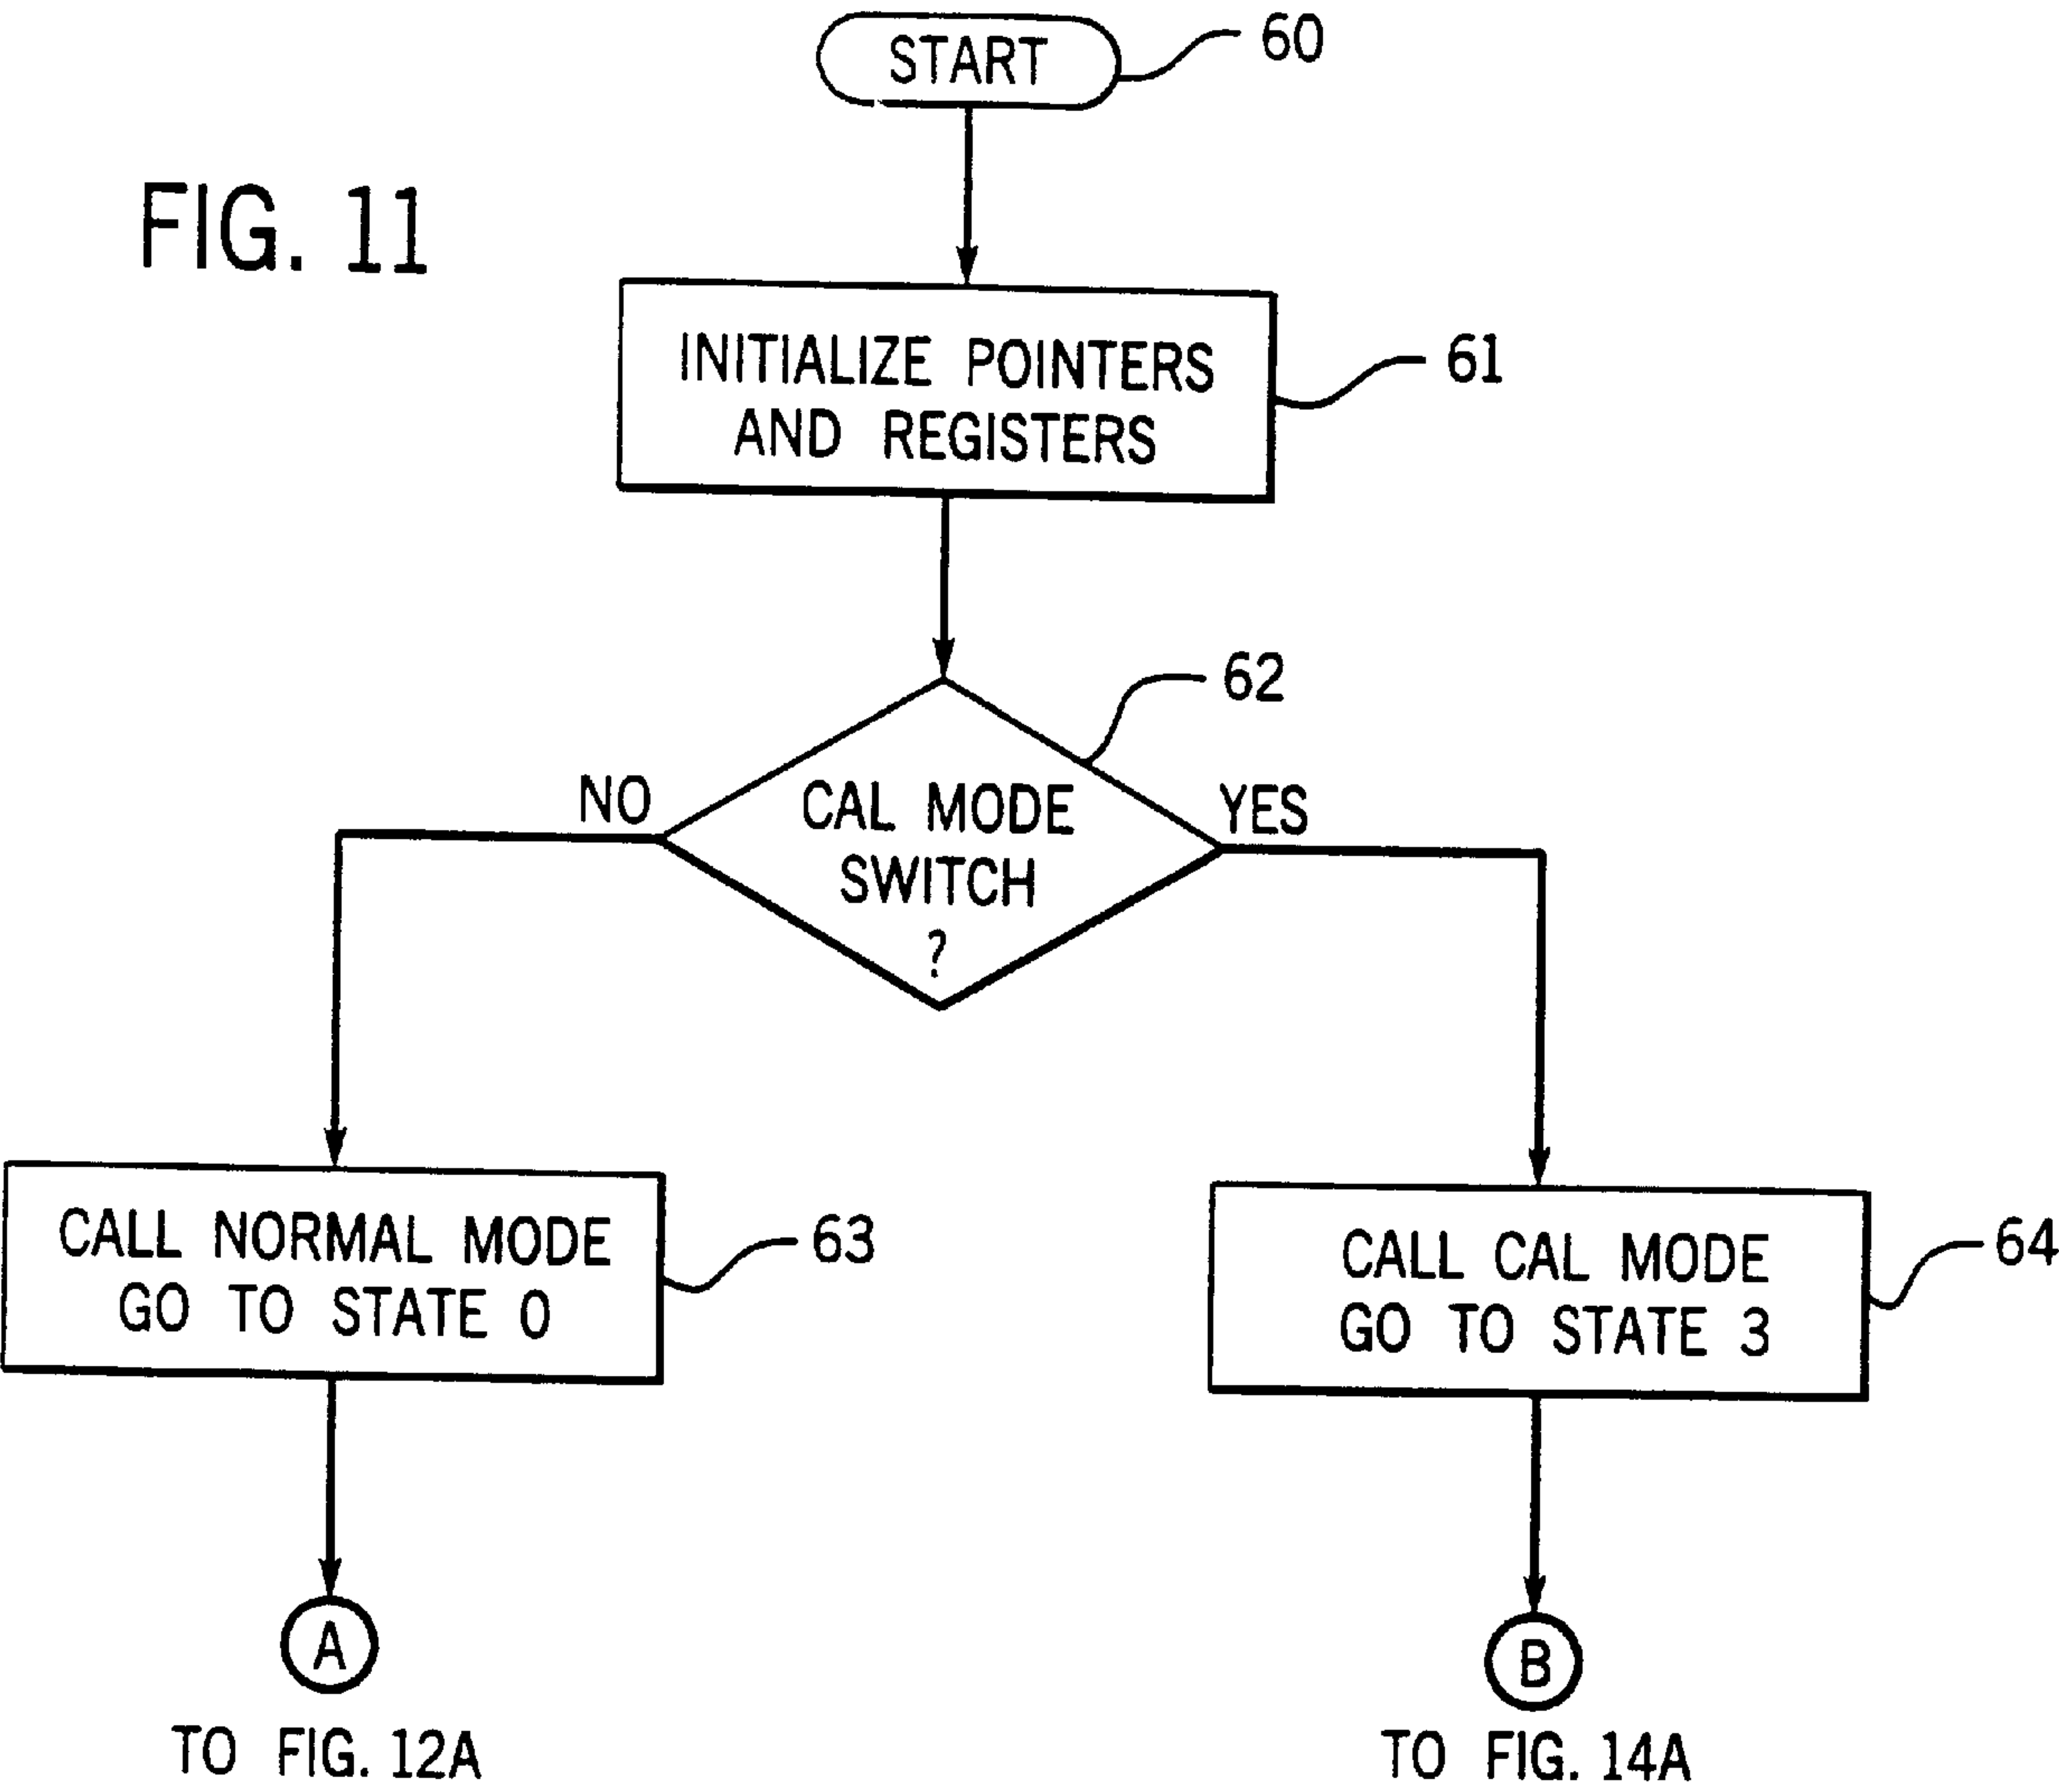 START
60
FIG. 11
INITIALIZE POINTERS
AND REGISTERS
61
62
NO
CAL MODE
SWITCH
?
YES
CALL NORMAL MODE
GO TO STATE 0
63
CALL CAL MODE
GO TO STATE 3
64
A
TO FIG. 12A
B
TO FIG. 14A